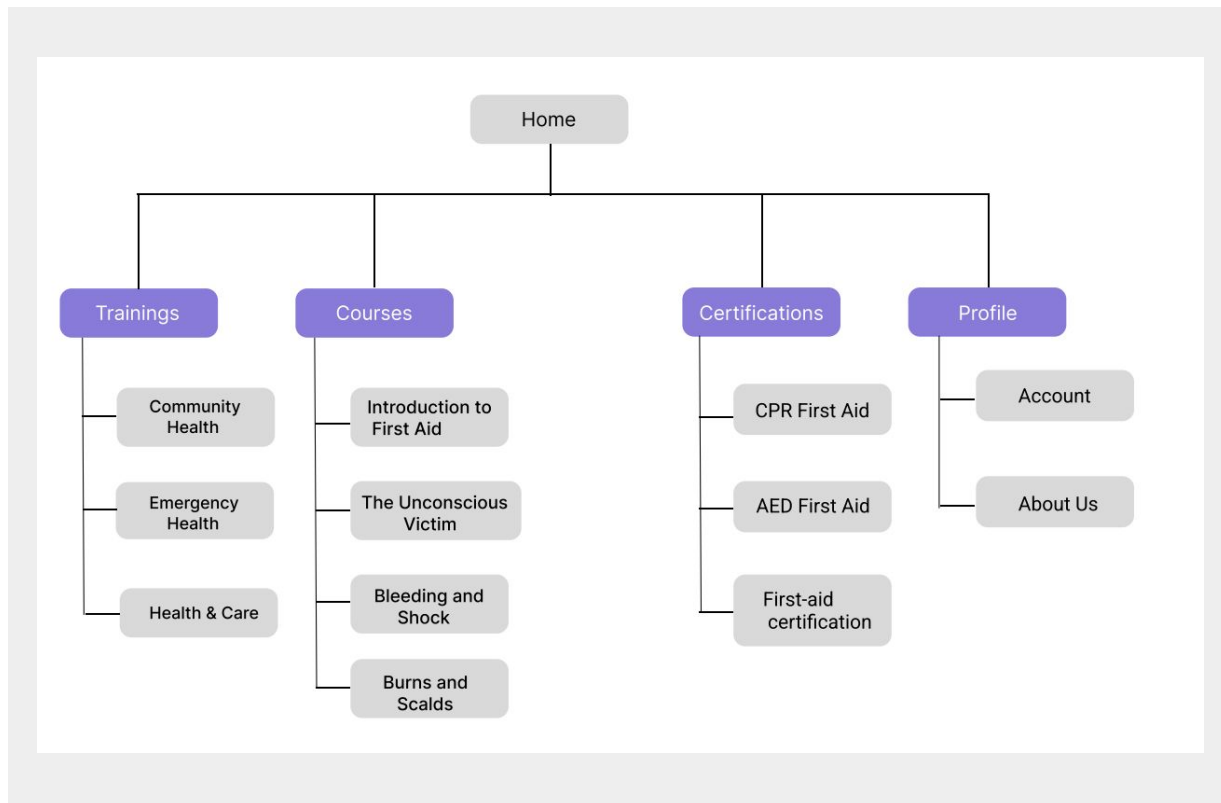 Home
Trainings
Courses
Certifications
Profile
Community
Health
Emergency
Health
Health & Care
Introduction to
First Aid
The Unconscious
Victim
Bleeding and
Shock
Burns and
Scalds
CPR First Aid
AED First Aid
First-aid
certification
Account
About Us